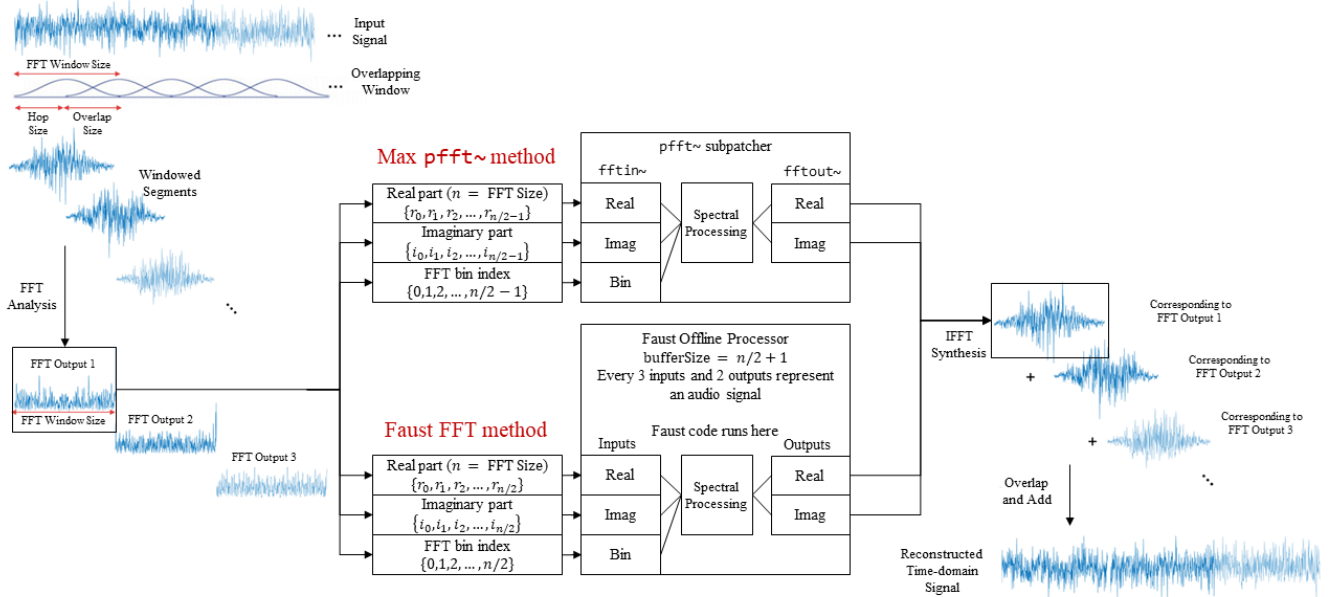 ... Input
Signal
FFT Window Size
... Overlapping
Window
Hop
Size
Overlap
Size
Windowed
Segments
FFT
Analysis
FFT Output 1
FFT Window Size
FFT Output 2
FFT Output 3
Max pfft~ method
Real part (n = FFT Size)
{r₀, r₁, r₂, ..., rₙ/₂₋₁}
Imaginary part
{i₀, i₁, i₂, ..., iₙ/₂₋₁}
FFT bin index
{0,1,2, ..., n/2 − 1}
pfft~ subpatcher
fftin~
fftout~
Real
Imag
Bin
Spectral
Processing
Real
Imag
Faust FFT method
Real part (n = FFT Size)
{r₀, r₁, r₂, ..., rₙ/₂}
Imaginary part
{i₀, i₁, i₂, ..., iₙ/₂}
FFT bin index
{0,1,2, ..., n/2}
Faust Offline Processor
bufferSize = n/2 + 1
Every 3 inputs and 2 outputs represent
an audio signal
Inputs
Faust code runs here
Outputs
Real
Imag
Bin
Spectral
Processing
Real
Imag
IFFT
Synthesis
Corresponding to
FFT Output 1
+
Corresponding to
FFT Output 2
+
Corresponding to
FFT Output 3
...
Overlap
and Add
Reconstructed
Time-domain
Signal